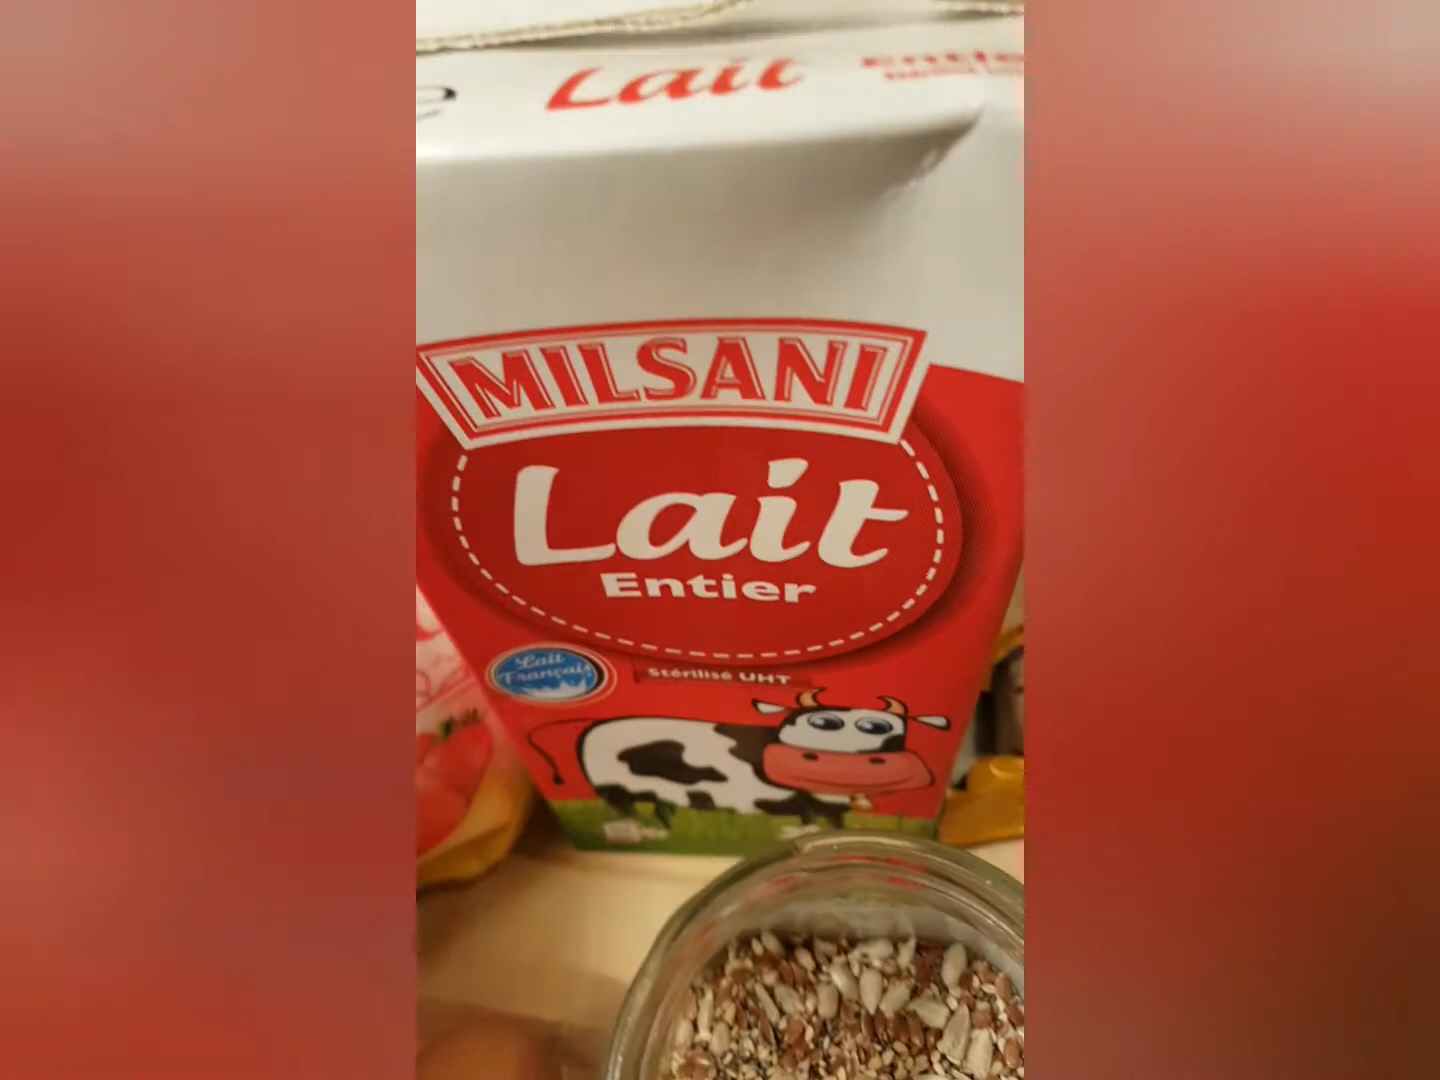 Lait
MILSANI
Lait
Entier
Lait
Français
Stérilisé UHT